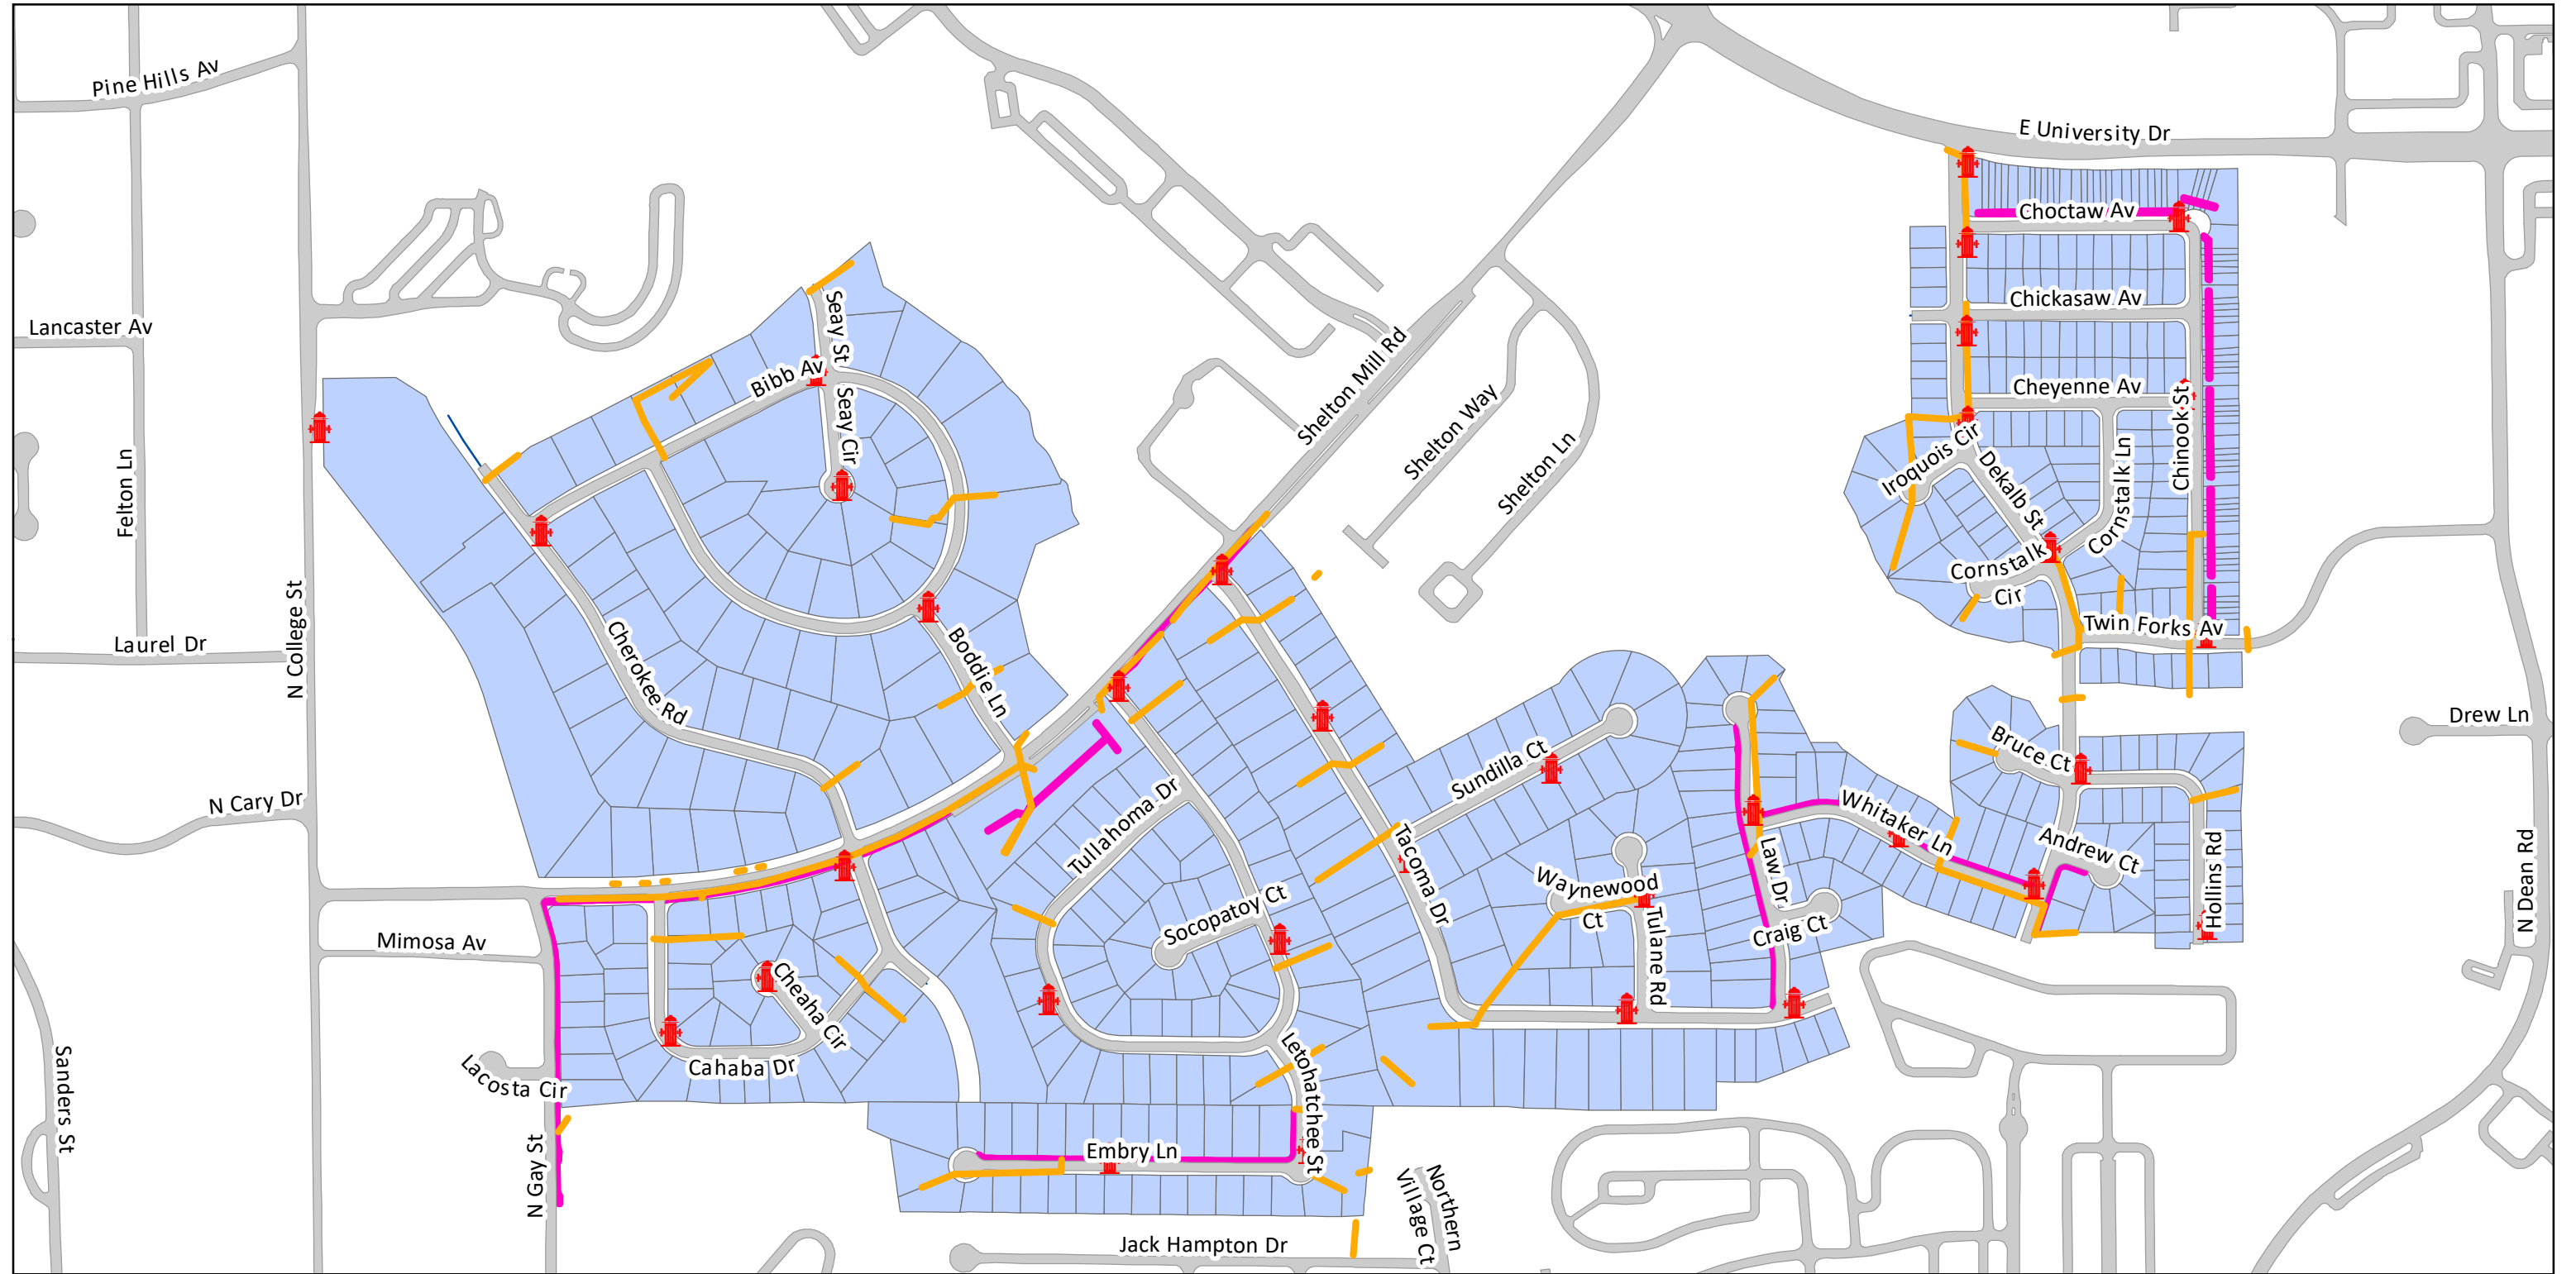 Pine Hills Av
E University Dr
Choctaw Av
Chickasaw Av
Lancaster Av
Seay St
Bibb Av
Seay Cir
Shelton Mill Rd
Shelton Way
Shelton Ln
Cheyenne Av
Chinook St
Iroquois Cir
Dekalb St
Cornstalk Ln
Cornstalk
Cir
Twin Forks Av
Felton Ln
N College St
Laurel Dr
Cherokee Rd
Boddie Ln
Drew Ln
Bruce Ct
Sundilla Ct
N Cary Dr
Tullahoma Dr
Tacoma Dr
Whitaker Ln
Andrew Ct
Law Dr
Hollins Rd
N Dean Rd
Waynewood
Ct
Tulane Rd
Craig Ct
Socopatoy Ct
Mimosa Av
Cheaha Cir
Cahaba Dr
Lacosta Cir
Sanders St
Letohatchee St
Embry Ln
N Gay St
Northern
Village Ct
Jack Hampton Dr